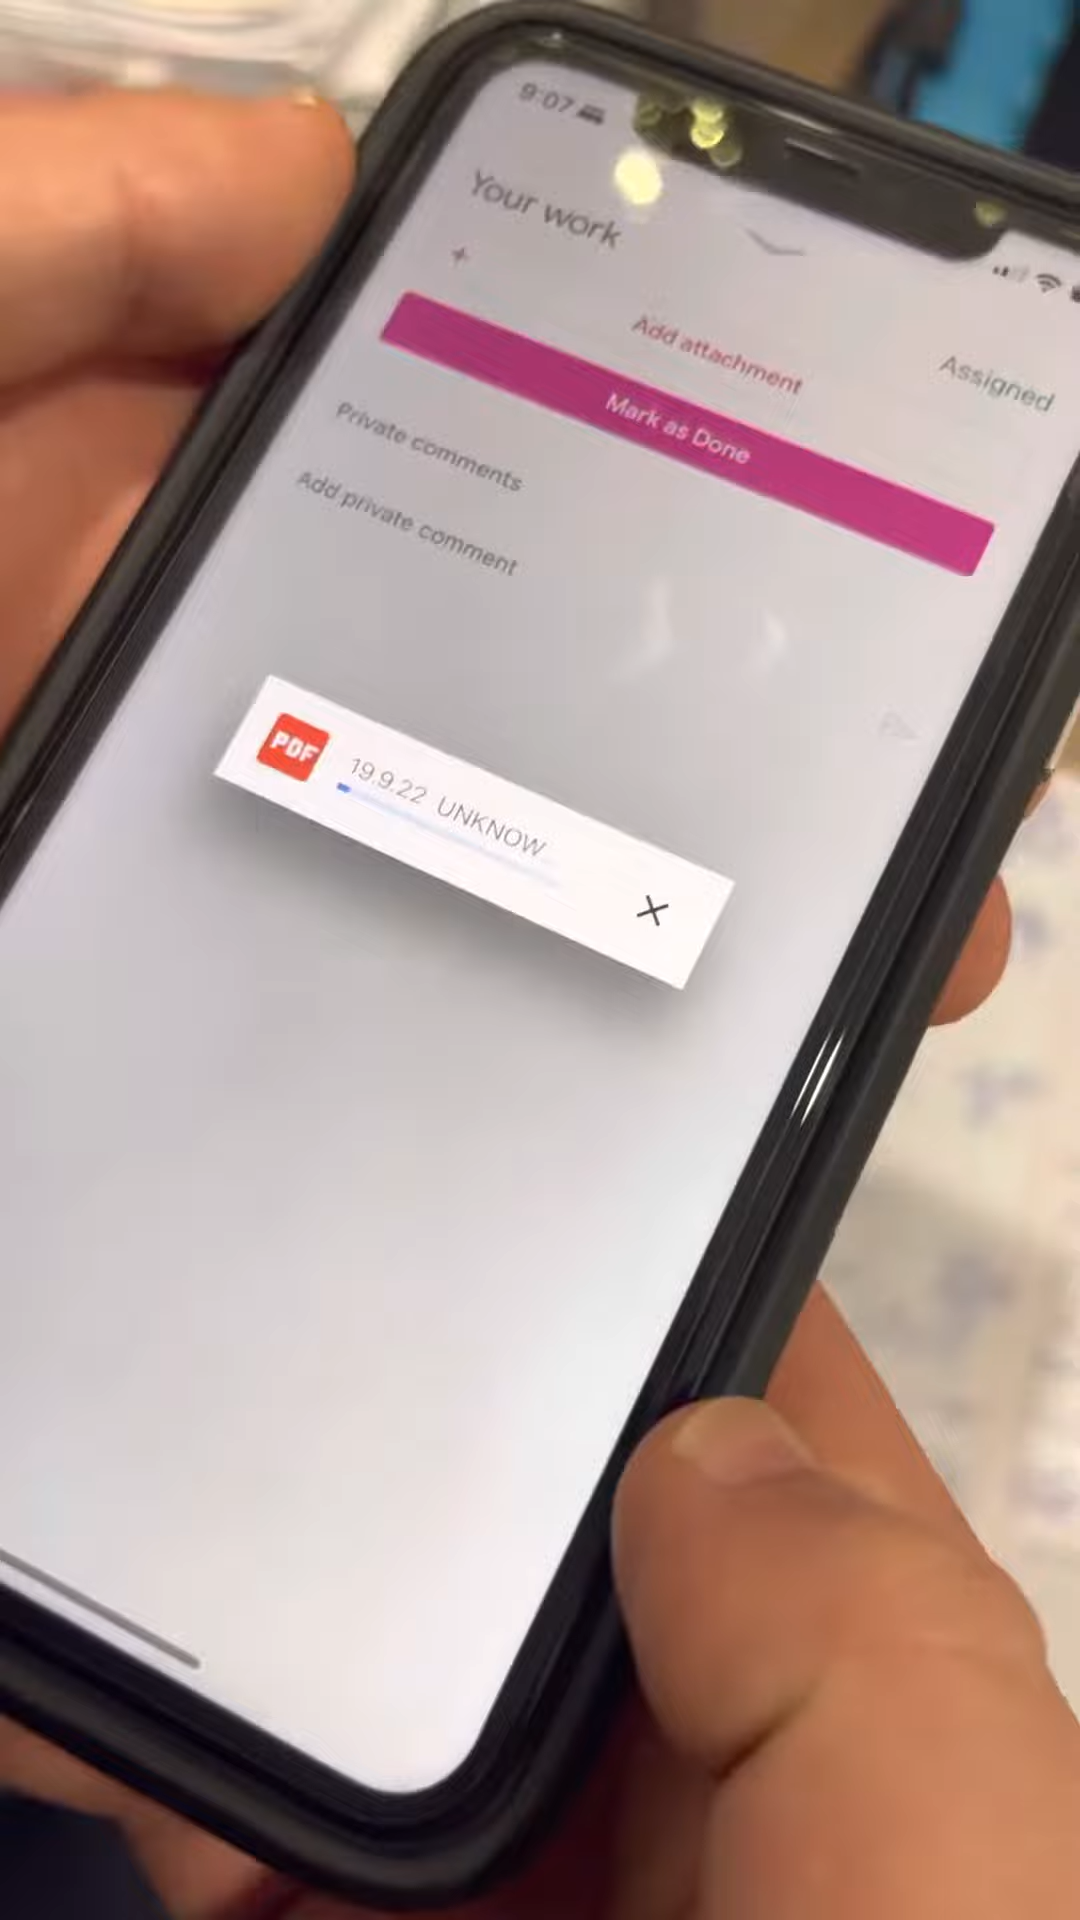 9:07
Your work
+
Add attachment
Assigned
Mark as Done
Private comments
Add private comment
PDF
19.9.22 UNKNOW